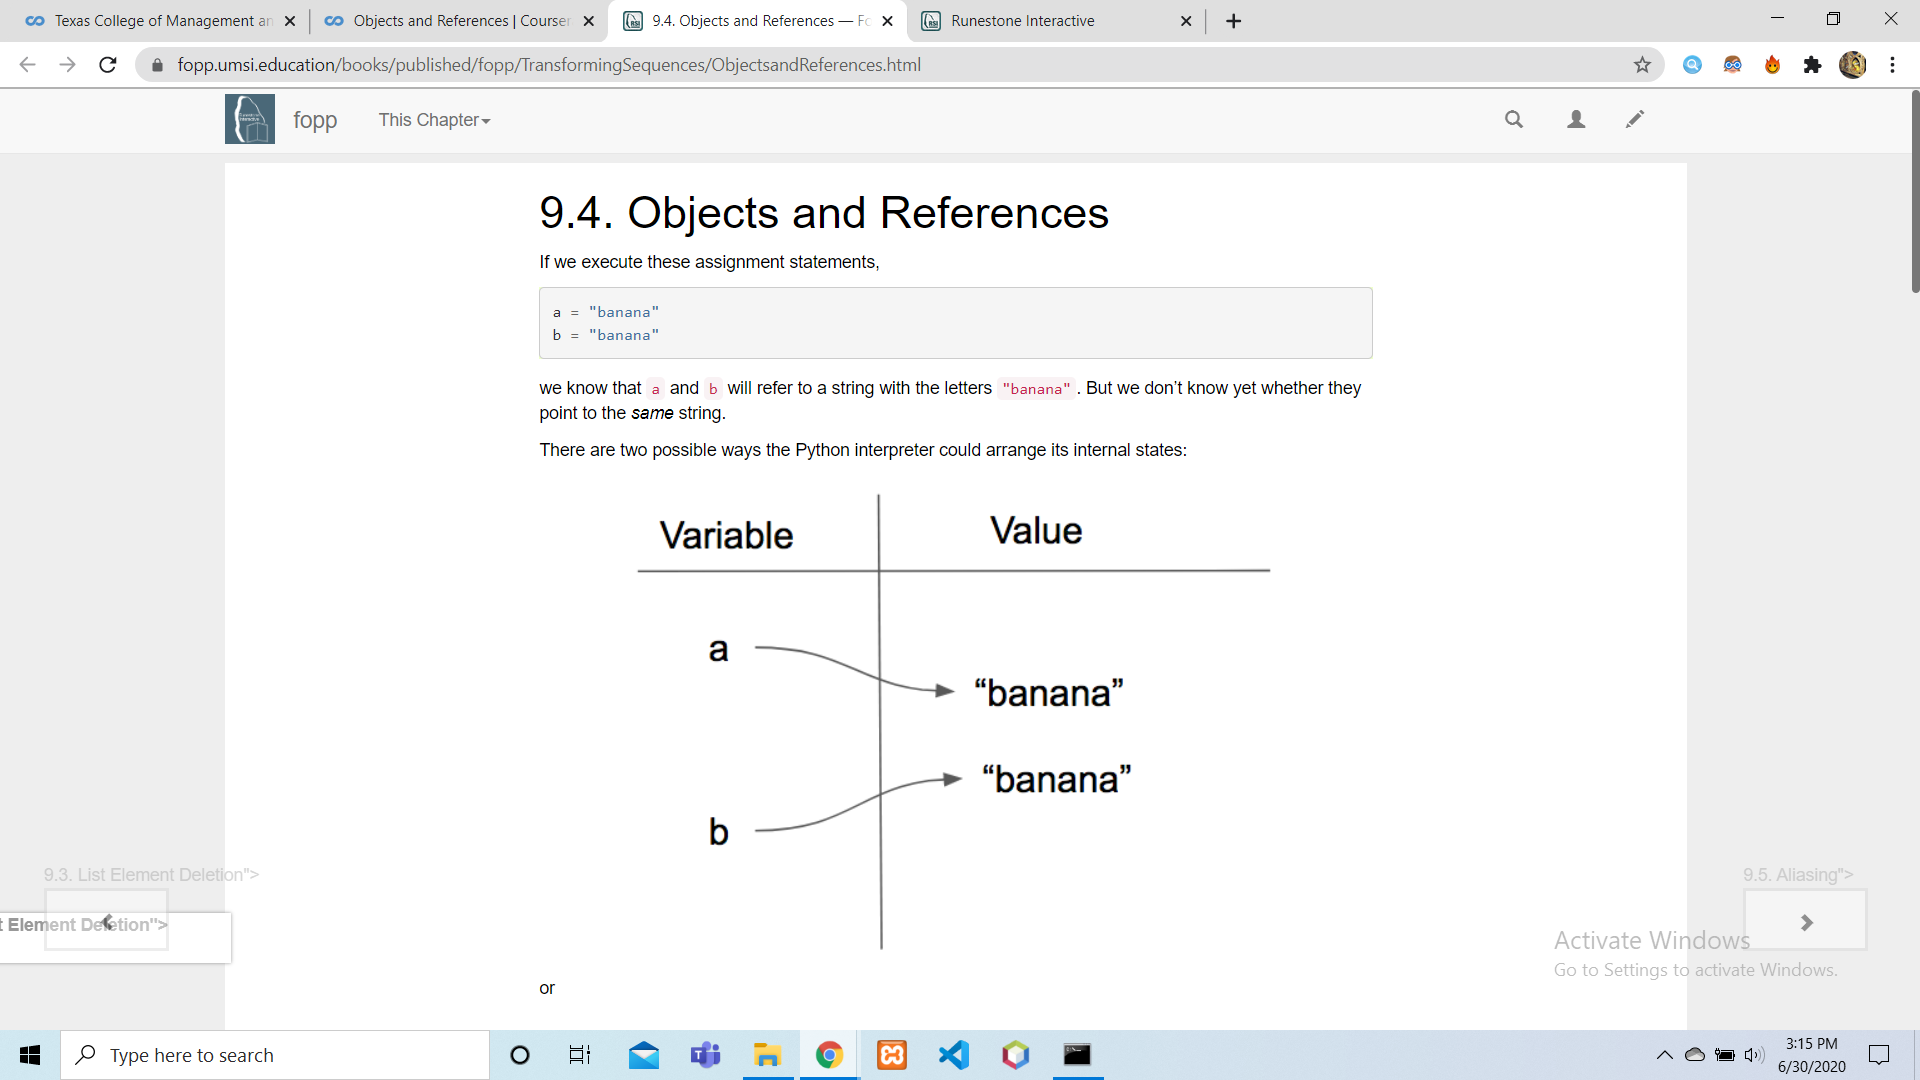 Texas College of Management an
Objects and References | Courser
9.4. Objects and References — Fo
Runestone Interactive
fopp.umsi.education/books/published/fopp/TransformingSequences/ObjectsandReferences.html
fopp
This Chapter
9.4. Objects and References
If we execute these assignment statements,
a = "banana"
b = "banana"
we know that a and b will refer to a string with the letters "banana" . But we don’t know yet whether they
point to the same string.
There are two possible ways the Python interpreter could arrange its internal states:
Variable Value
a
“banana”
“banana”
b
9.3. List Element Deletion">
t Element Deletion">
9.5. Aliasing">
Activate Windows
Go to Settings to activate Windows.
or
Type here to search
3:15 PM
6/30/2020